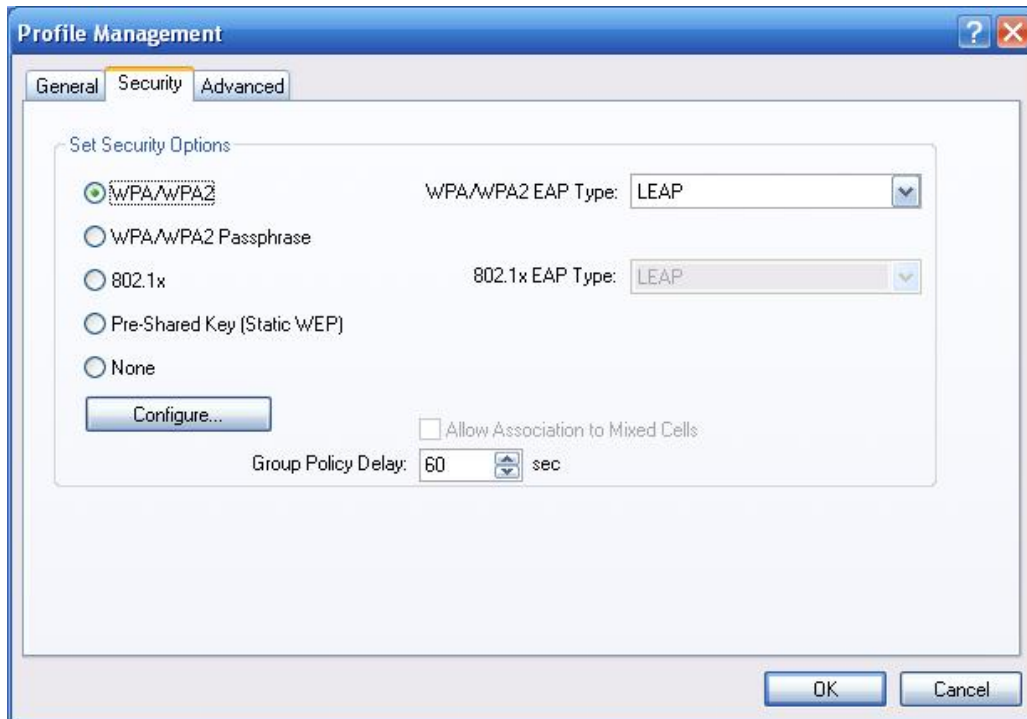 Profile Management
General Security Advanced
Set Security Options
WPA/WPA2 WPA/WPA2 EAP Type: LEAP
WPA/WPA2 Passphrase
802.1x 802.1x EAP Type: LEAP
Pre-Shared Key (Static WEP)
None
Configure...
Allow Association to Mixed Cells
Group Policy Delay: 60 sec
OK Cancel